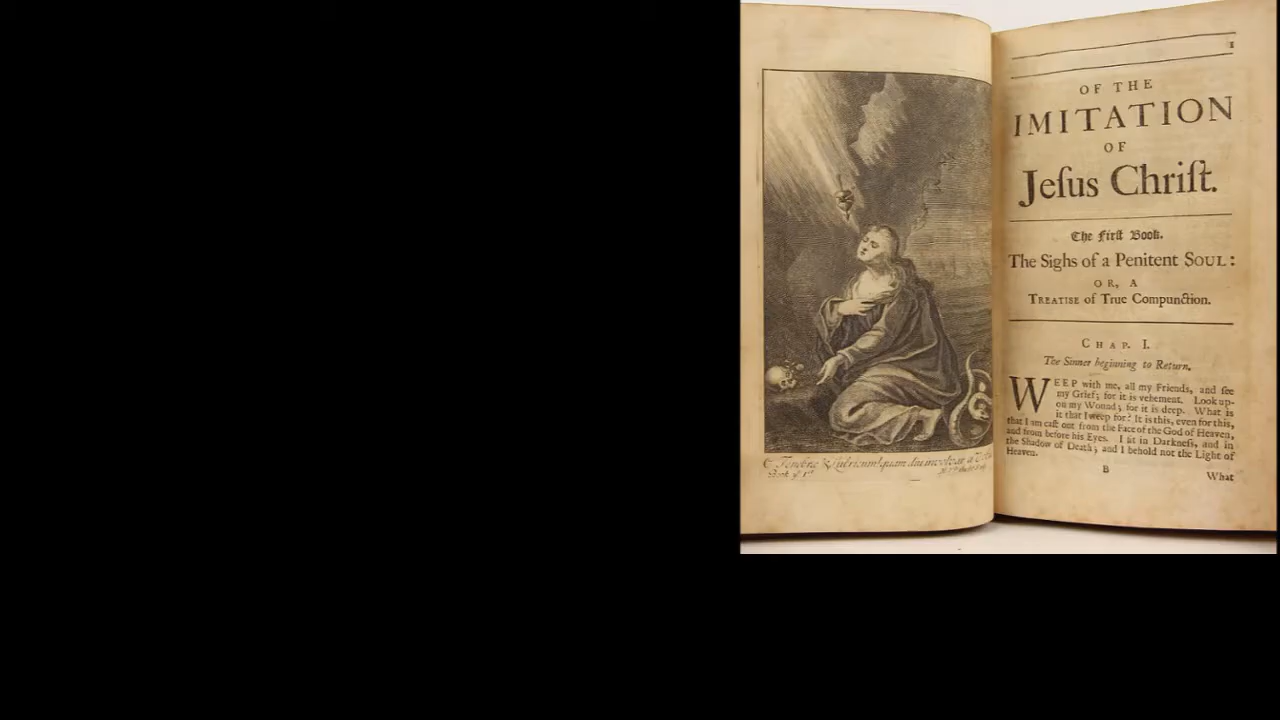 Book yᵉ 1ˢᵗ
1
OF THE
IMITATION
OF
Jeſus Chriſt.
The Firſt Book.
The Sighs of a Penitent SOUL:
OR, A
TREATISE of True Compunction.
CHAP. I.
The Sinner beginning to Return.
WEEP with me, all my Friends, and ſee
my Grief; for it is vehement. Look up-
on my Wound; for it is deep. What is
it that I weep for? It is this, even for this,
that I am caſt out from the Face of the God of Heaven,
and from before his Eyes. I ſit in Darkneſs, and in
the Shadow of Death; and I behold not the Light of
Heaven.
B
What